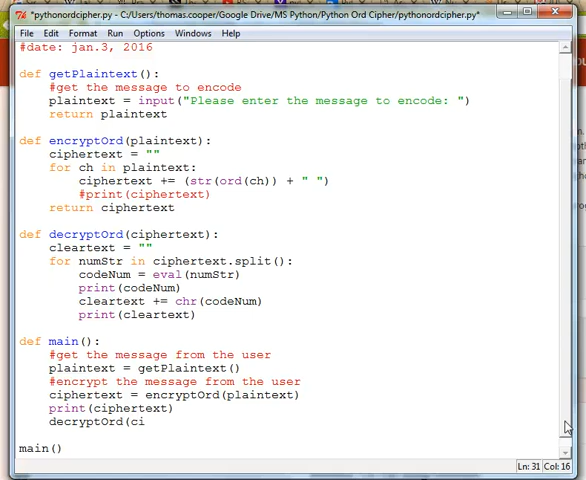 *pythonordcipher.py - C:/Users/thomas.cooper/Google Drive/MS Python/Python Ord Cipher/pythonordcipher.py*
File Edit Format Run Options Windows Help
#date: jan.3, 2016
def getPlaintext():
#get the message to encode
plaintext = input("Please enter the message to encode: ")
return plaintext
def encryptOrd(plaintext):
ciphertext = ""
for ch in plaintext:
ciphertext += (str(ord(ch)) + " ")
#print(ciphertext)
return ciphertext
def decryptOrd(ciphertext):
cleartext = ""
for numStr in ciphertext.split():
codeNum = eval(numStr)
print(codeNum)
cleartext += chr(codeNum)
print(cleartext)
def main():
#get the message from the user
plaintext = getPlaintext()
#encrypt the message from the user
ciphertext = encryptOrd(plaintext)
print(ciphertext)
decryptOrd(ci
main()
Ln: 31 Col: 16